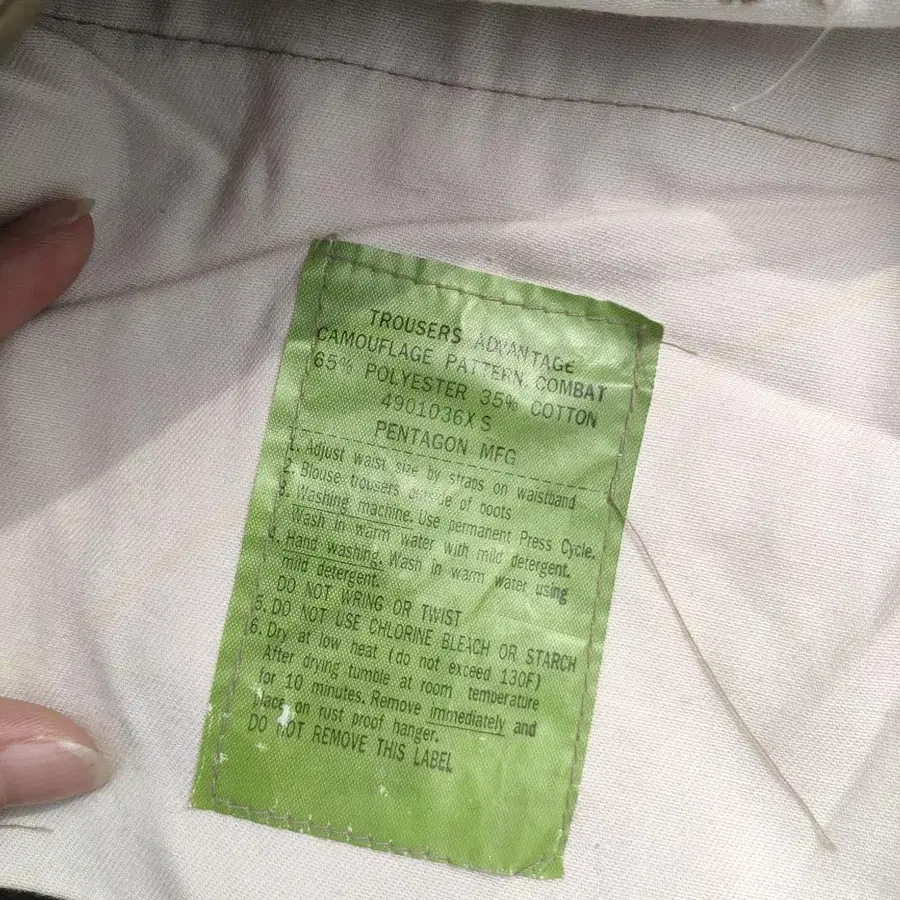 TROUSERS ADVANTAGE
CAMOUFLAGE PATTERN, COMBAT
65% POLYESTER 35% COTTON
4901036X S
PENTAGON MFG
1. Adjust waist size by straps on waistband
2. Blouse trousers outside of boots
3. Washing machine. Use permanent Press Cycle.
Wash in warm water with mild detergent.
4. Hand washing. Wash in warm water using
mild detergent.
DO NOT WRING OR TWIST
5. DO NOT USE CHLORINE BLEACH OR STARCH
6. Dry at low heat (do not exceed 130F)
After drying tumble at room temperature
for 10 minutes. Remove immediately and
place on rust proof hanger.
DO NOT REMOVE THIS LABEL